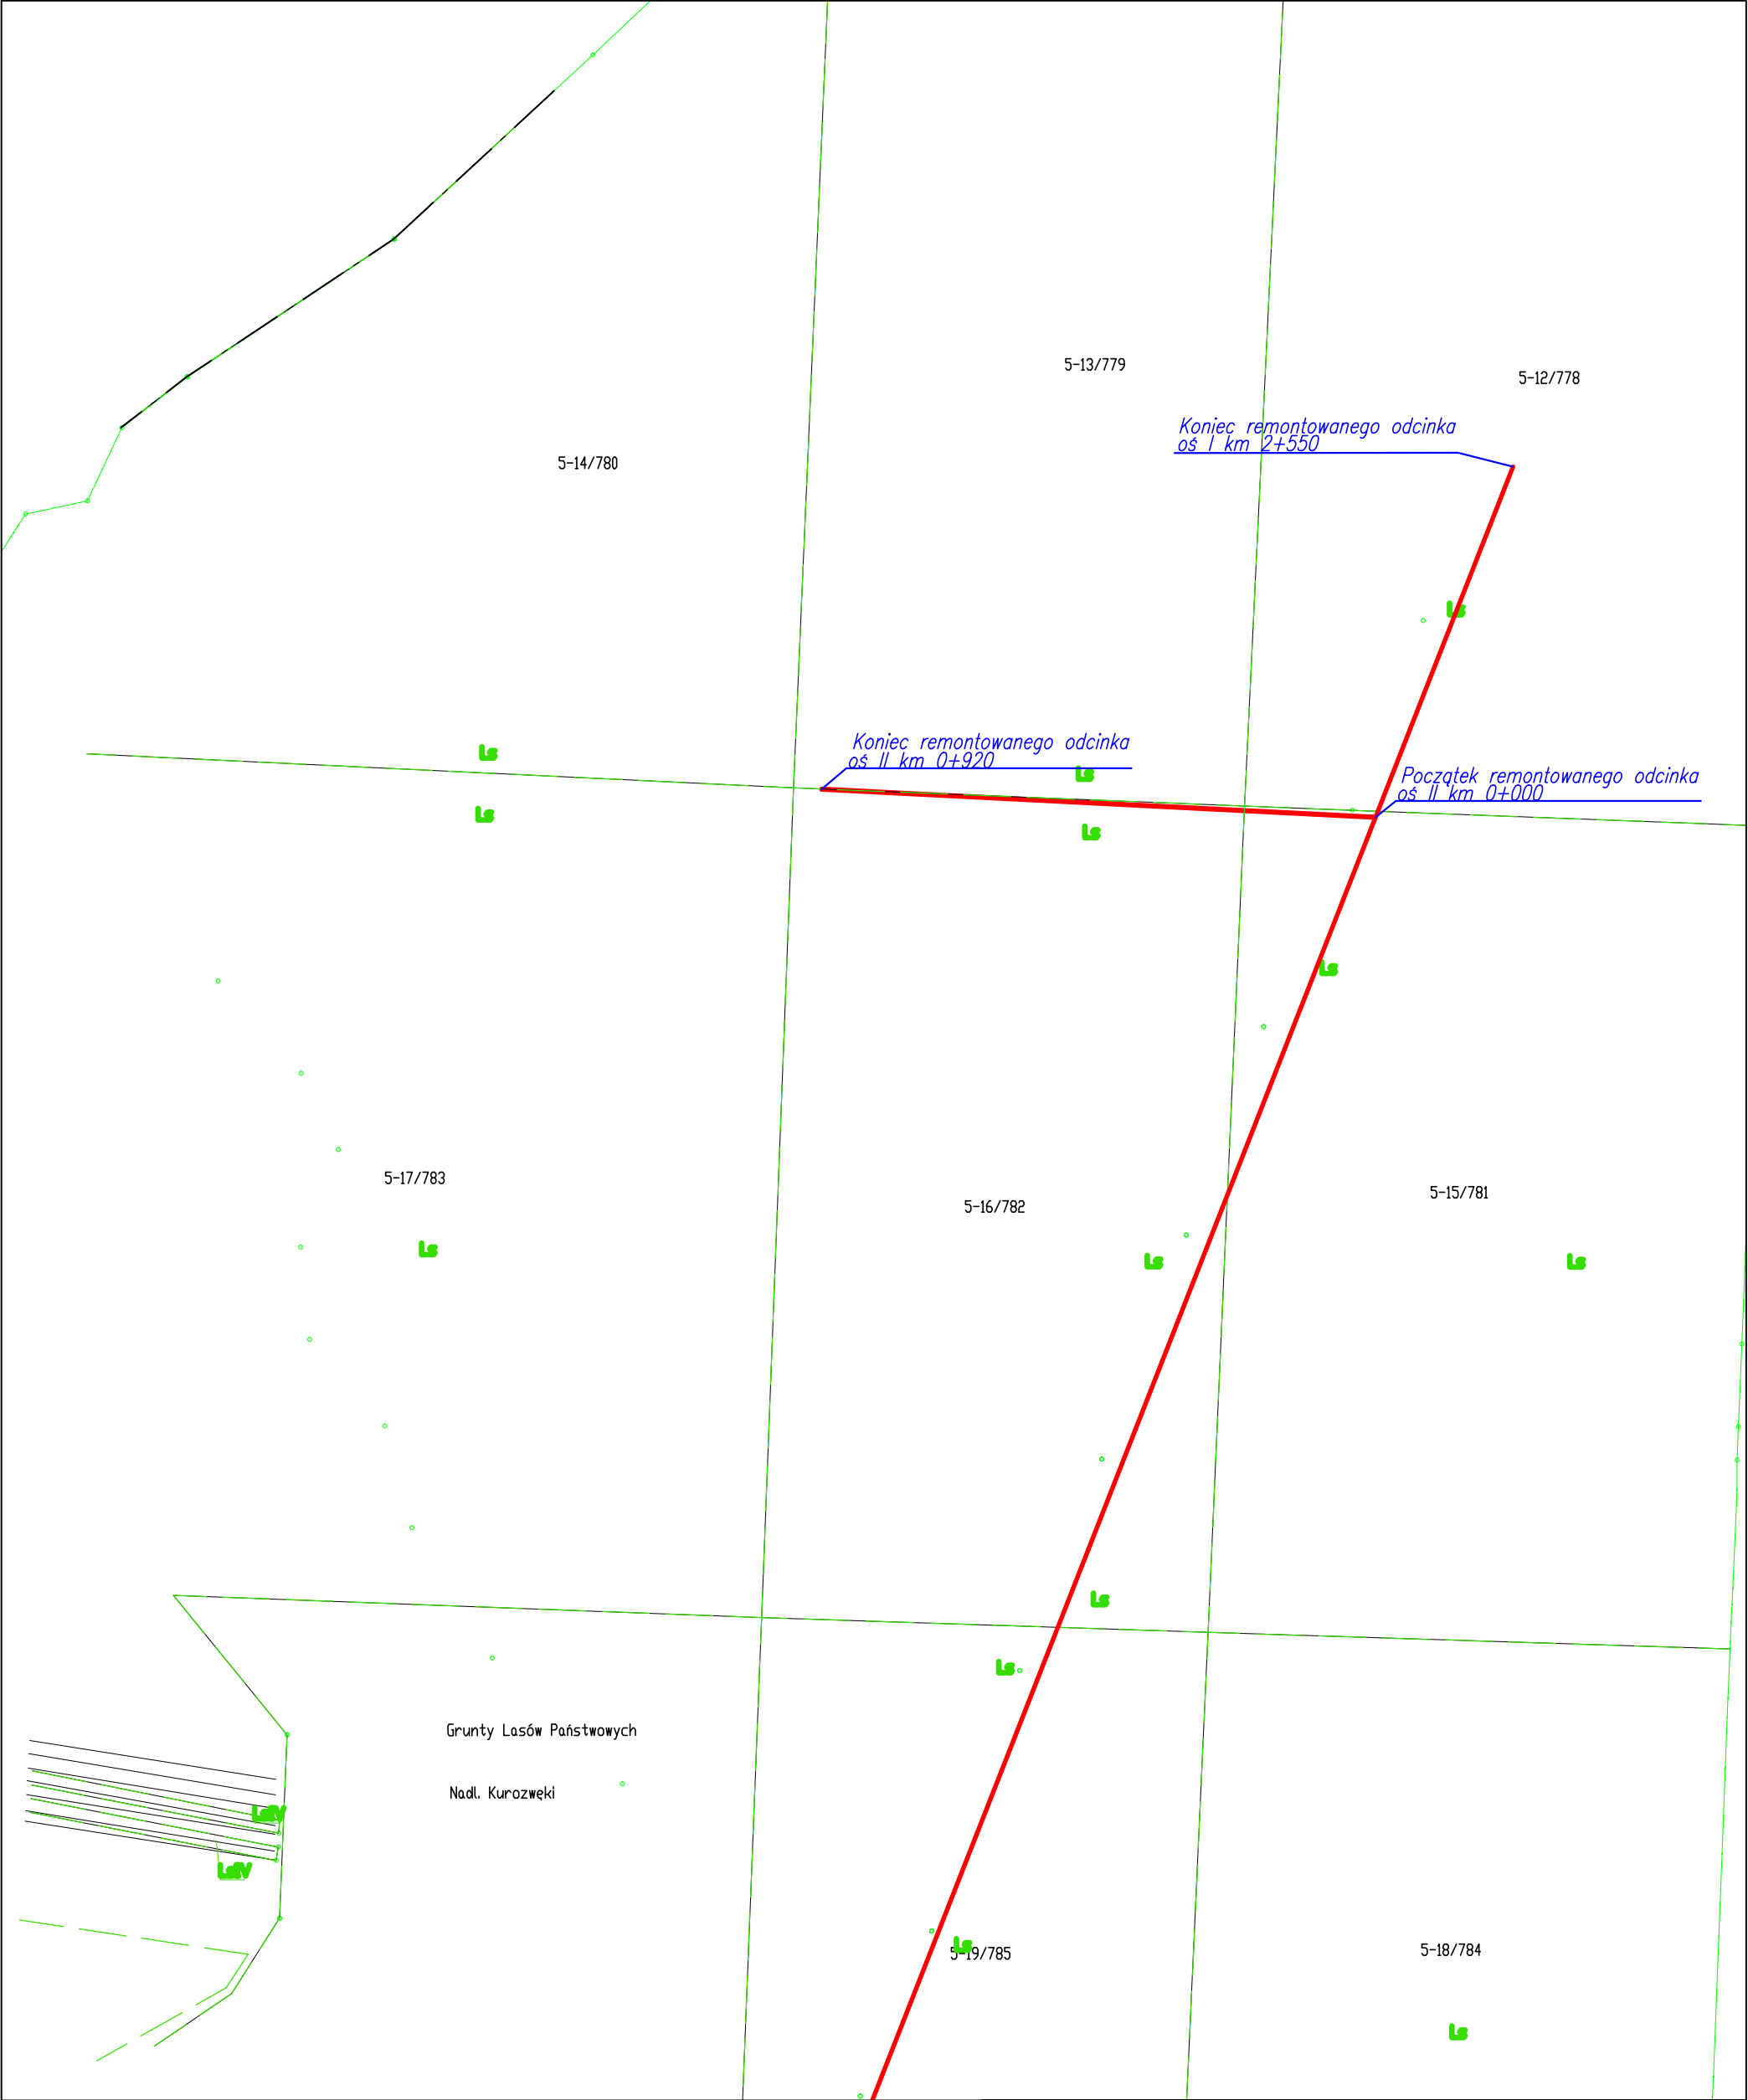 5-13/779
5-12/778
Koniec remontowanego odcinka
oś I km 2+550
5-14/780
Ls
Koniec remontowanego odcinka
oś II km 0+920
Ls
Ls
Początek remontowanego odcinka
oś II km 0+000
Ls
Ls
Ls
5-17/783
5-16/782
5-15/781
Ls
Ls
Ls
Ls
Ls
Grunty Lasów Państwowych
Nadl. Kurozwęki
LsIV
LsIV
Ls
5-19/785
5-18/784
Ls